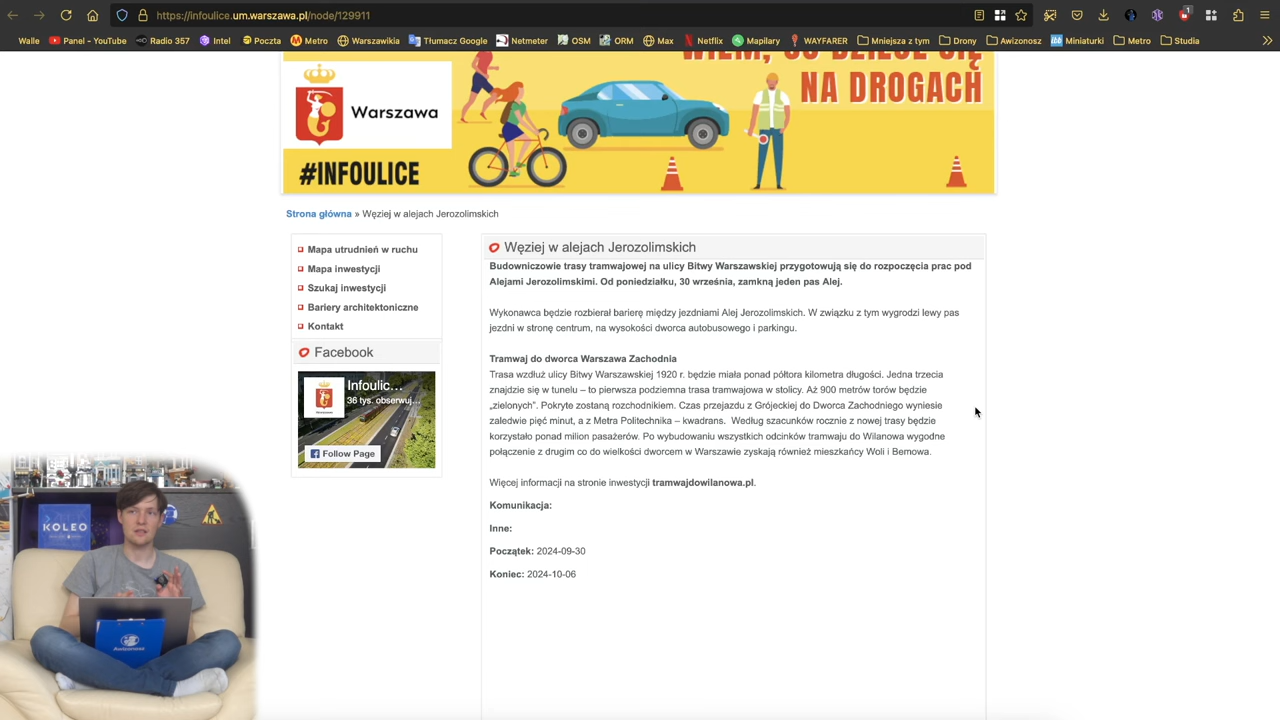 https://infoulice.um.warszawa.pl/node/129911
1
Walle Panel - YouTube Radio 357 Intel Poczta Metro Warszawikia Tłumacz Google Netmeter OSM ORM Max Netflix Mapilary WAYFARER Mniejsza z tym Drony Awizonosz Miniaturki Metro Studia
WIEM, CO DZIEJE SIĘ
NA DROGACH
Warszawa
#INFOULICE
Strona główna » Węziej w alejach Jerozolimskich
Mapa utrudnień w ruchu
Mapa inwestycji
Szukaj inwestycji
Bariery architektoniczne
Kontakt
Facebook
Infoulic...
36 tys. obserwuj...
Follow Page
Węziej w alejach Jerozolimskich
Budowniczowie trasy tramwajowej na ulicy Bitwy Warszawskiej przygotowują się do rozpoczęcia prac pod
Alejami Jerozolimskimi. Od poniedziałku, 30 września, zamkną jeden pas Alej.
Wykonawca będzie rozbierał barierę między jezdniami Alej Jerozolimskich. W związku z tym wygrodzi lewy pas
jezdni w stronę centrum, na wysokości dworca autobusowego i parkingu.
Tramwaj do dworca Warszawa Zachodnia
Trasa wzdłuż ulicy Bitwy Warszawskiej 1920 r. będzie miała ponad półtora kilometra długości. Jedna trzecia
znajdzie się w tunelu – to pierwsza podziemna trasa tramwajowa w stolicy. Aż 900 metrów torów będzie
„zielonych”. Pokryte zostaną rozchodnikiem. Czas przejazdu z Grójeckiej do Dworca Zachodniego wyniesie
zaledwie pięć minut, a z Metra Politechnika – kwadrans. Według szacunków rocznie z nowej trasy będzie
korzystało ponad milion pasażerów. Po wybudowaniu wszystkich odcinków tramwaju do Wilanowa wygodne
połączenie z drugim co do wielkości dworcem w Warszawie zyskają również mieszkańcy Woli i Bemowa.
Więcej informacji na stronie inwestycji tramwajdowilanowa.pl.
Komunikacja:
Inne:
Początek: 2024-09-30
Koniec: 2024-10-06
KOLEO